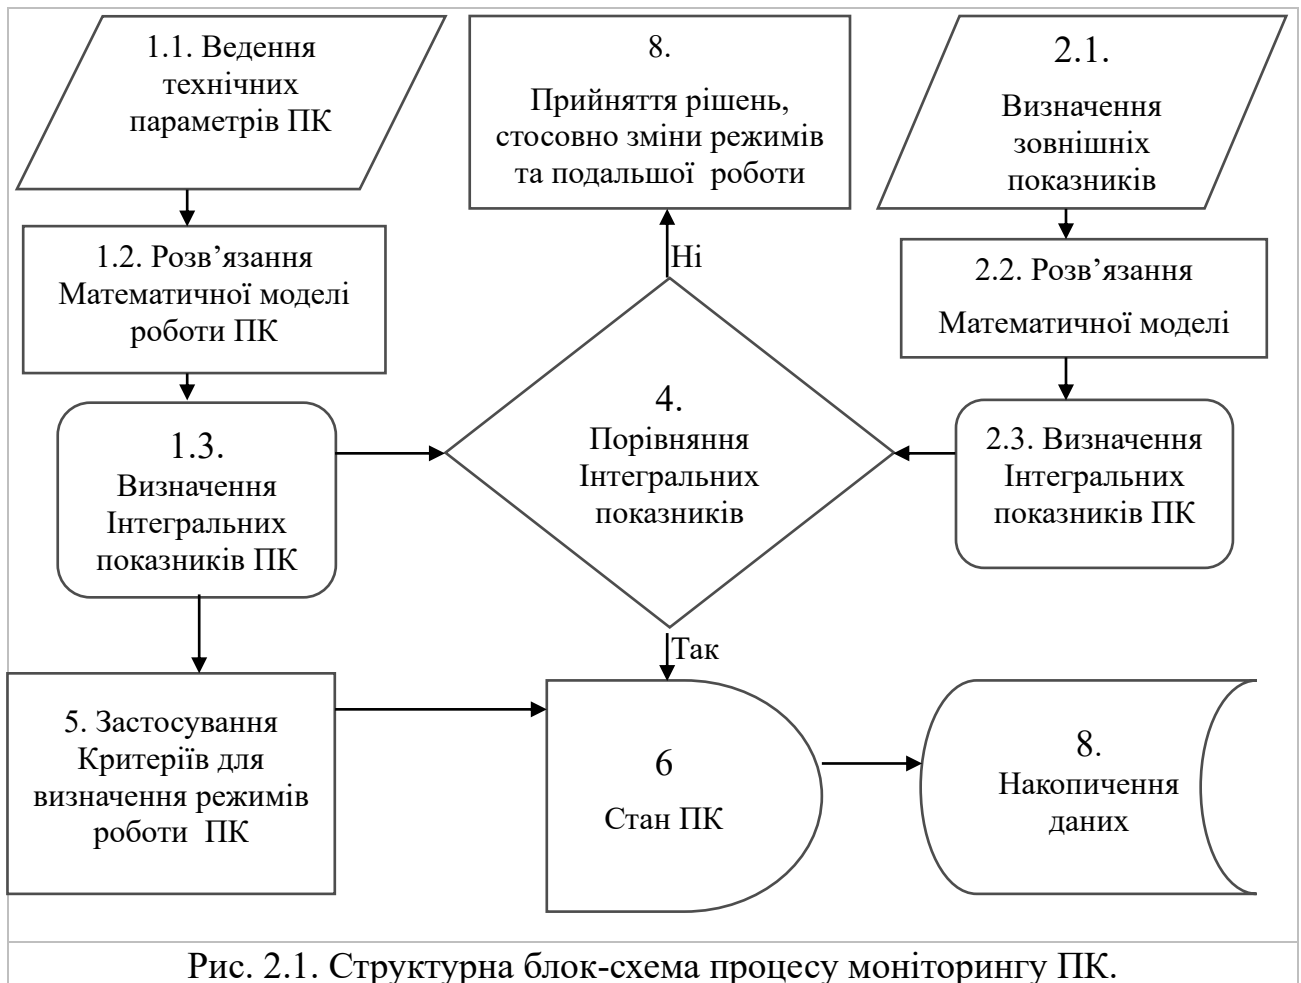 1.1. Ведення
технічних
параметрів ПК
8.
Прийняття рішень,
стосовно зміни режимів
та подальшої роботи
2.1.
Визначення
зовнішніх
показників
1.2. Розв’язання
Математичної моделі
роботи ПК
Ні
2.2. Розв’язання
Математичної моделі
1.3.
Визначення
Інтегральних
показників ПК
4.
Порівняння
Інтегральних
показників
2.3. Визначення
Інтегральних
показників ПК
Так
5. Застосування
Критеріїв для
визначення режимів
роботи ПК
6
Стан ПК
8.
Накопичення
даних
Рис. 2.1. Структурна блок-схема процесу моніторингу ПК.